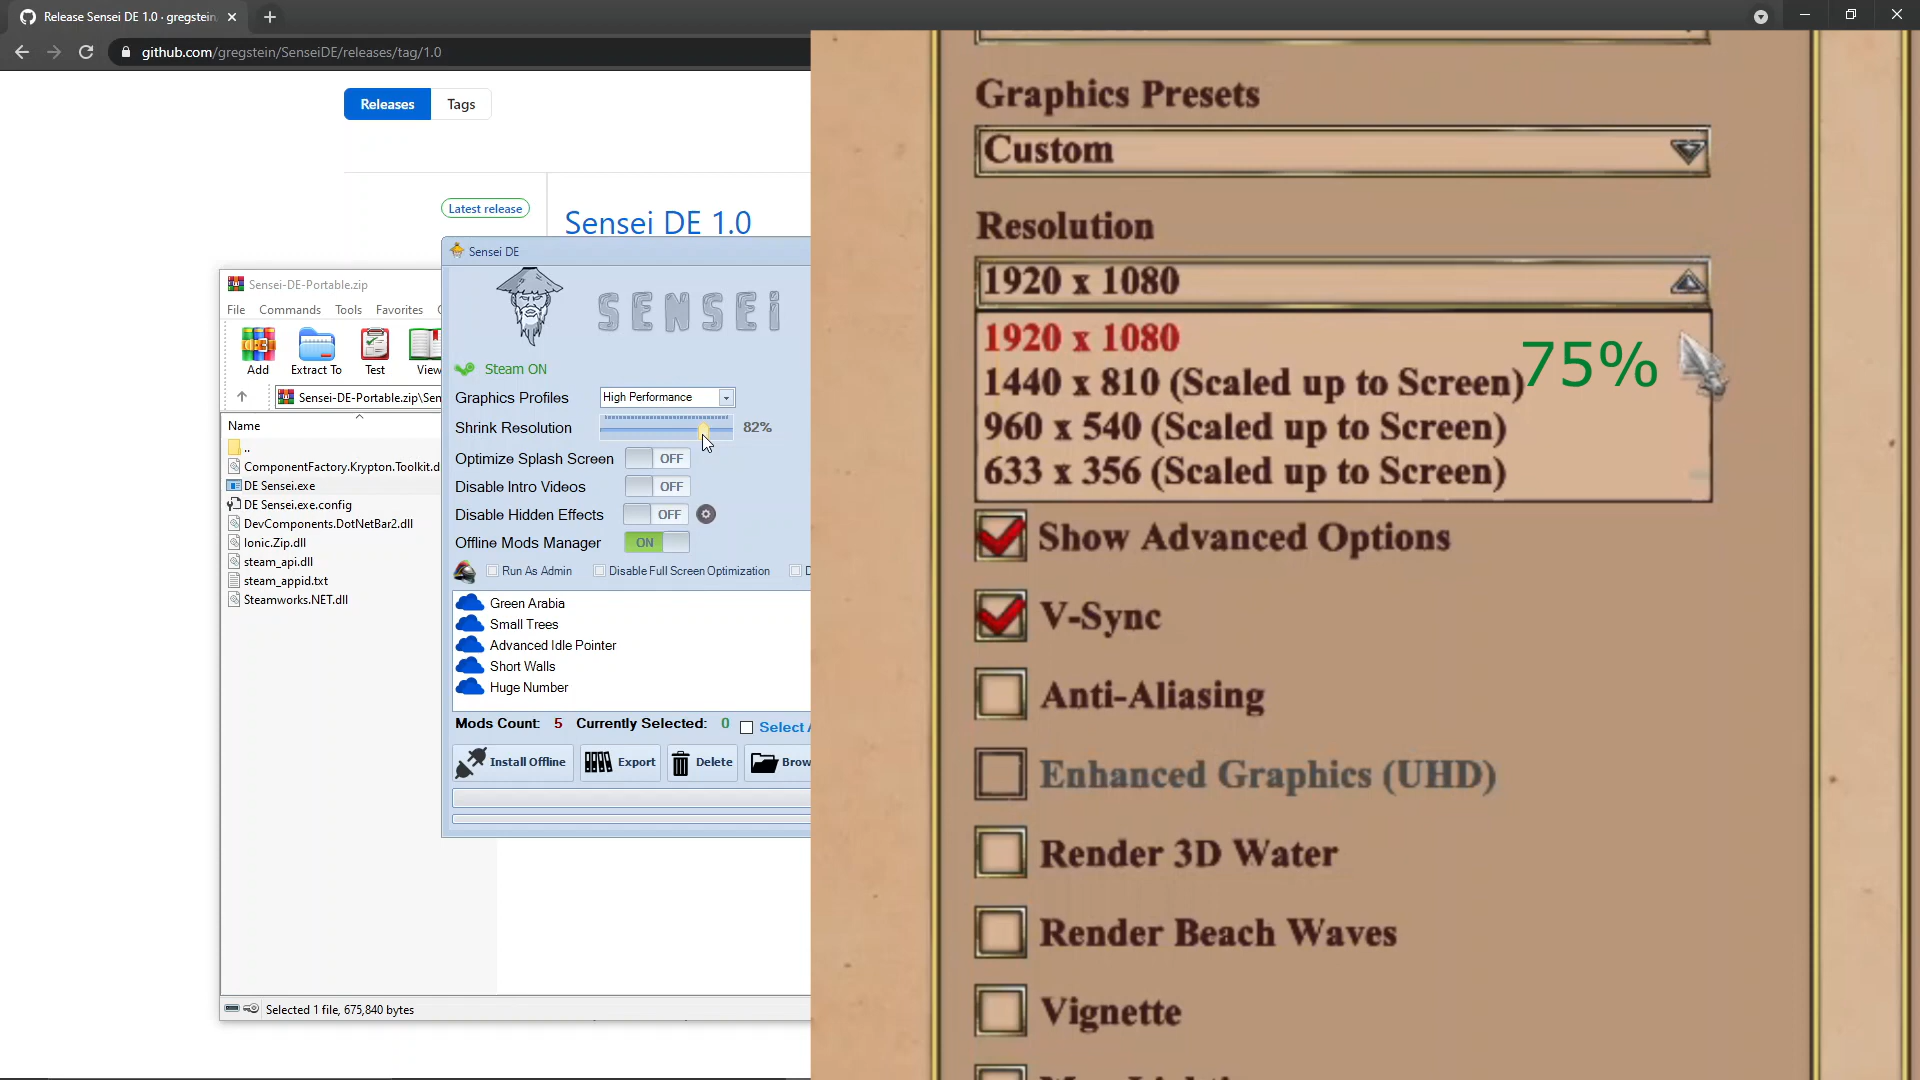 Release Sensei DE 1.0 · gregstein
github.com/gregstein/SenseiDE/releases/tag/1.0
Releases Tags
Latest release
Sensei DE 1.0
Sensei-DE-Portable.zip
File Commands Tools Favorites
Add Extract To Test View
Sensei-DE-Portable.zip\Sen
Name
..
ComponentFactory.Krypton.Toolkit.d
DE Sensei.exe
DE Sensei.exe.config
DevComponents.DotNetBar2.dll
Ionic.Zip.dll
steam_api.dll
steam_appid.txt
Steamworks.NET.dll
Selected 1 file, 675,840 bytes
Sensei DE
SENSEi
Steam ON
Graphics Profiles High Performance
Shrink Resolution 82%
Optimize Splash Screen OFF
Disable Intro Videos OFF
Disable Hidden Effects OFF
Offline Mods Manager ON
Run As Admin Disable Full Screen Optimization D
Green Arabia
Small Trees
Advanced Idle Pointer
Short Walls
Huge Number
Mods Count: 5 Currently Selected: 0 Select
Install Offline Export Delete Brow
Graphics Presets
Custom
Resolution
1920 x 1080
1920 x 1080
1440 x 810 (Scaled up to Screen) 75%
960 x 540 (Scaled up to Screen)
633 x 356 (Scaled up to Screen)
Show Advanced Options
V-Sync
Anti-Aliasing
Enhanced Graphics (UHD)
Render 3D Water
Render Beach Waves
Vignette